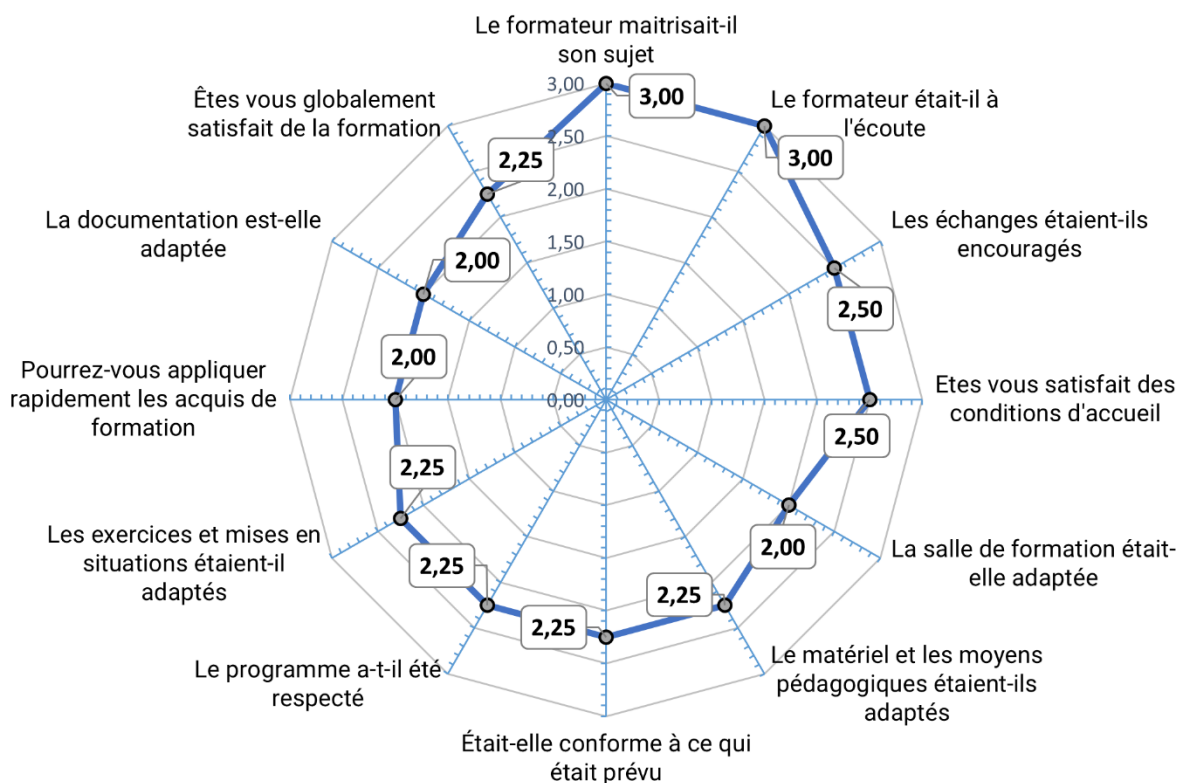 Le formateur maitrisait-il
son sujet
3,00
3,00
Le formateur était-il à
l'écoute
3,00
Les échanges étaient-ils
encouragés
2,50
Etes vous satisfait des
conditions d'accueil
2,50
La salle de formation était-
elle adaptée
2,00
Le matériel et les moyens
pédagogiques étaient-ils
adaptés
2,25
Était-elle conforme à ce qui
était prévu
2,25
Le programme a-t-il été
respecté
2,25
Les exercices et mises en
situations étaient-il
adaptés
2,25
Pourrez-vous appliquer
rapidement les acquis de
formation
2,00
La documentation est-elle
adaptée
2,00
Êtes vous globalement
satisfait de la formation
2,25
2,50
2,00
1,50
1,00
0,50
0,00